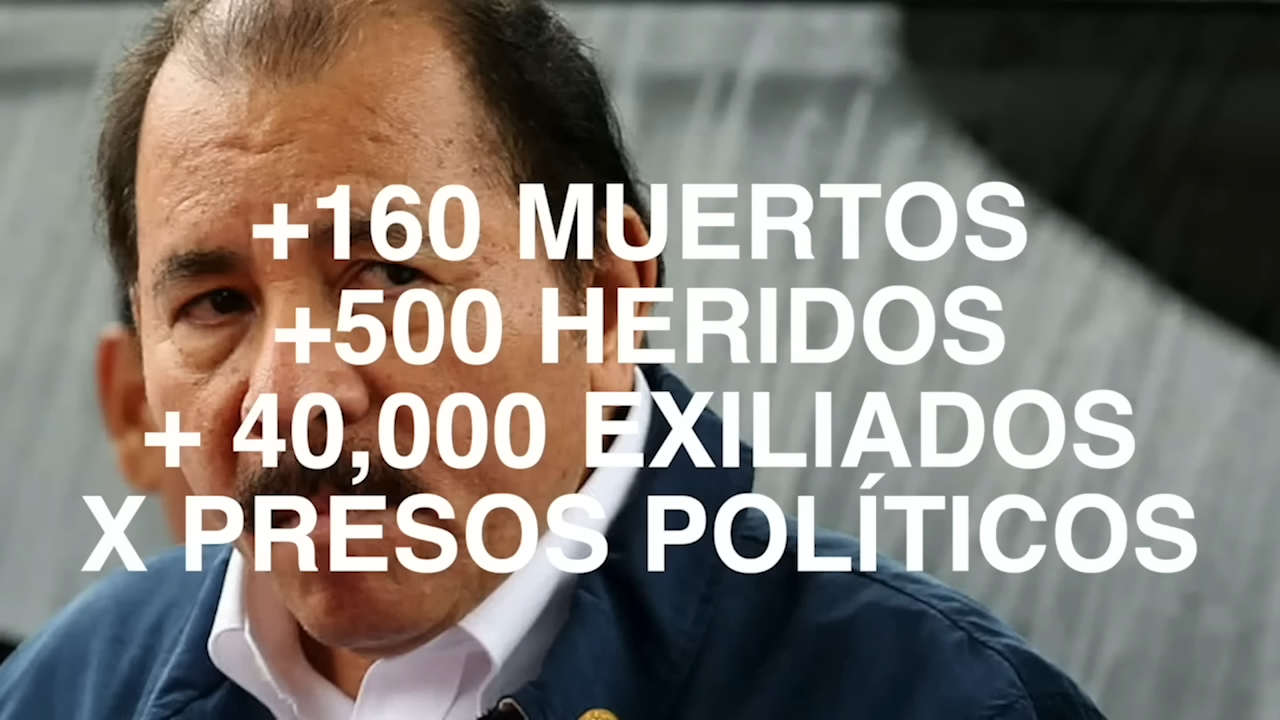 +160 MUERTOS
+500 HERIDOS
+ 40,000 EXILIADOS
X PRESOS POLÍTICOS